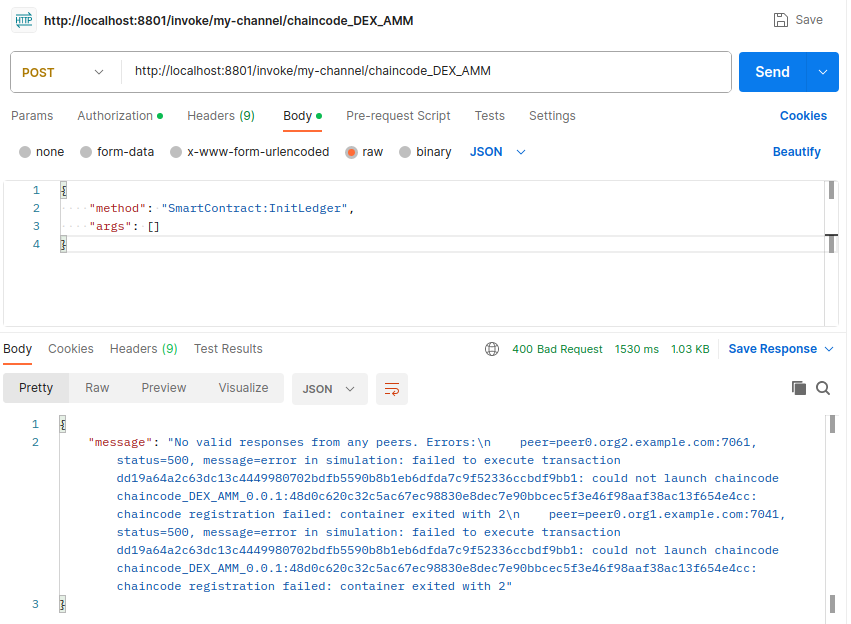 HTTP http://localhost:8801/invoke/my-channel/chaincode_DEX_AMM Save
POST http://localhost:8801/invoke/my-channel/chaincode_DEX_AMM Send
Params Authorization Headers (9) Body Pre-request Script Tests Settings Cookies
none form-data x-www-form-urlencoded raw binary JSON Beautify
1 {
2 ····"method":·"SmartContract:InitLedger",
3 ····"args":·[]
4 }
Body Cookies Headers (9) Test Results 400 Bad Request 1530 ms 1.03 KB Save Response
Pretty Raw Preview Visualize JSON
1 {
2 "message": "No valid responses from any peers. Errors:\n    peer=peer0.org2.example.com:7061,
status=500, message=error in simulation: failed to execute transaction
dd19a64a2c63dc13c4449980702bdfb5590b8b1eb6dfda7c9f52336ccbdf9bb1: could not launch chaincode
chaincode_DEX_AMM_0.0.1:48d0c620c32c5ac67ec98830e8dec7e90bbcec5f3e46f98aaf38ac13f654e4cc:
chaincode registration failed: container exited with 2\n    peer=peer0.org1.example.com:7041,
status=500, message=error in simulation: failed to execute transaction
dd19a64a2c63dc13c4449980702bdfb5590b8b1eb6dfda7c9f52336ccbdf9bb1: could not launch chaincode
chaincode_DEX_AMM_0.0.1:48d0c620c32c5ac67ec98830e8dec7e90bbcec5f3e46f98aaf38ac13f654e4cc:
chaincode registration failed: container exited with 2"
3 }